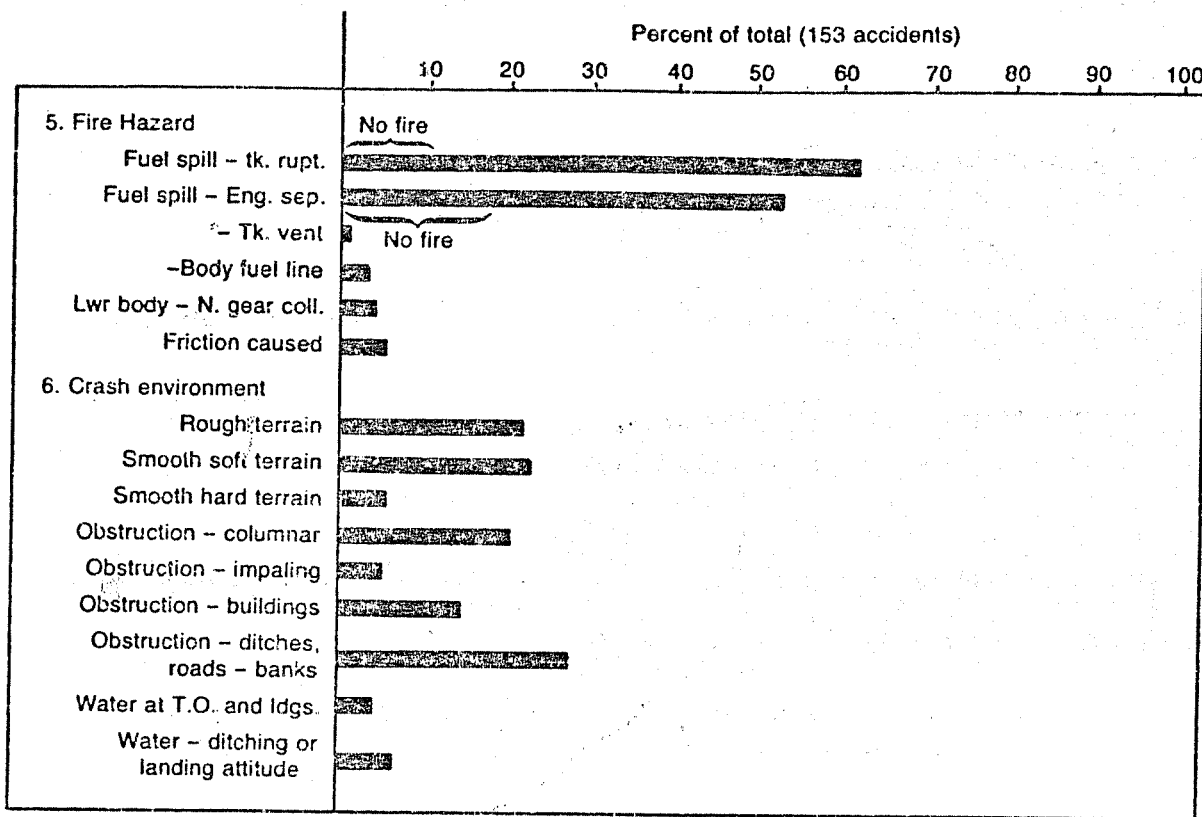 Percent of total (153 accidents)
10 20 30 40 50 60 70 80 90 100
5. Fire Hazard
No fire
Fuel spill – tk. rupt.
Fuel spill – Eng. sep.
– Tk. vent
No fire
–Body fuel line
Lwr body – N. gear coll.
Friction caused
6. Crash environment
Rough terrain
Smooth soft terrain
Smooth hard terrain
Obstruction – columnar
Obstruction – impaling
Obstruction – buildings
Obstruction – ditches,
roads – banks
Water at T.O. and ldgs.
Water – ditching or
landing attitude